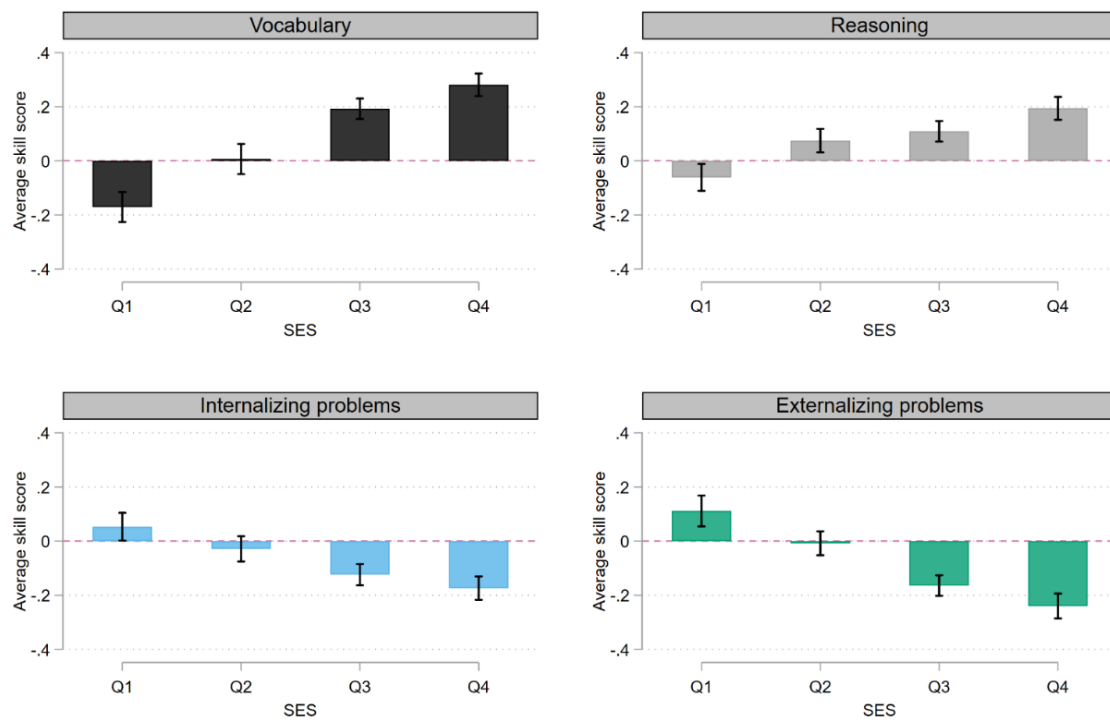 Vocabulary
.4
.2
0
-.2
-.4
Average skill score
Q1 Q2 Q3 Q4
SES
Reasoning
.4
.2
0
-.2
-.4
Average skill score
Q1 Q2 Q3 Q4
SES
Internalizing problems
.4
.2
0
-.2
-.4
Average skill score
Q1 Q2 Q3 Q4
SES
Externalizing problems
.4
.2
0
-.2
-.4
Average skill score
Q1 Q2 Q3 Q4
SES